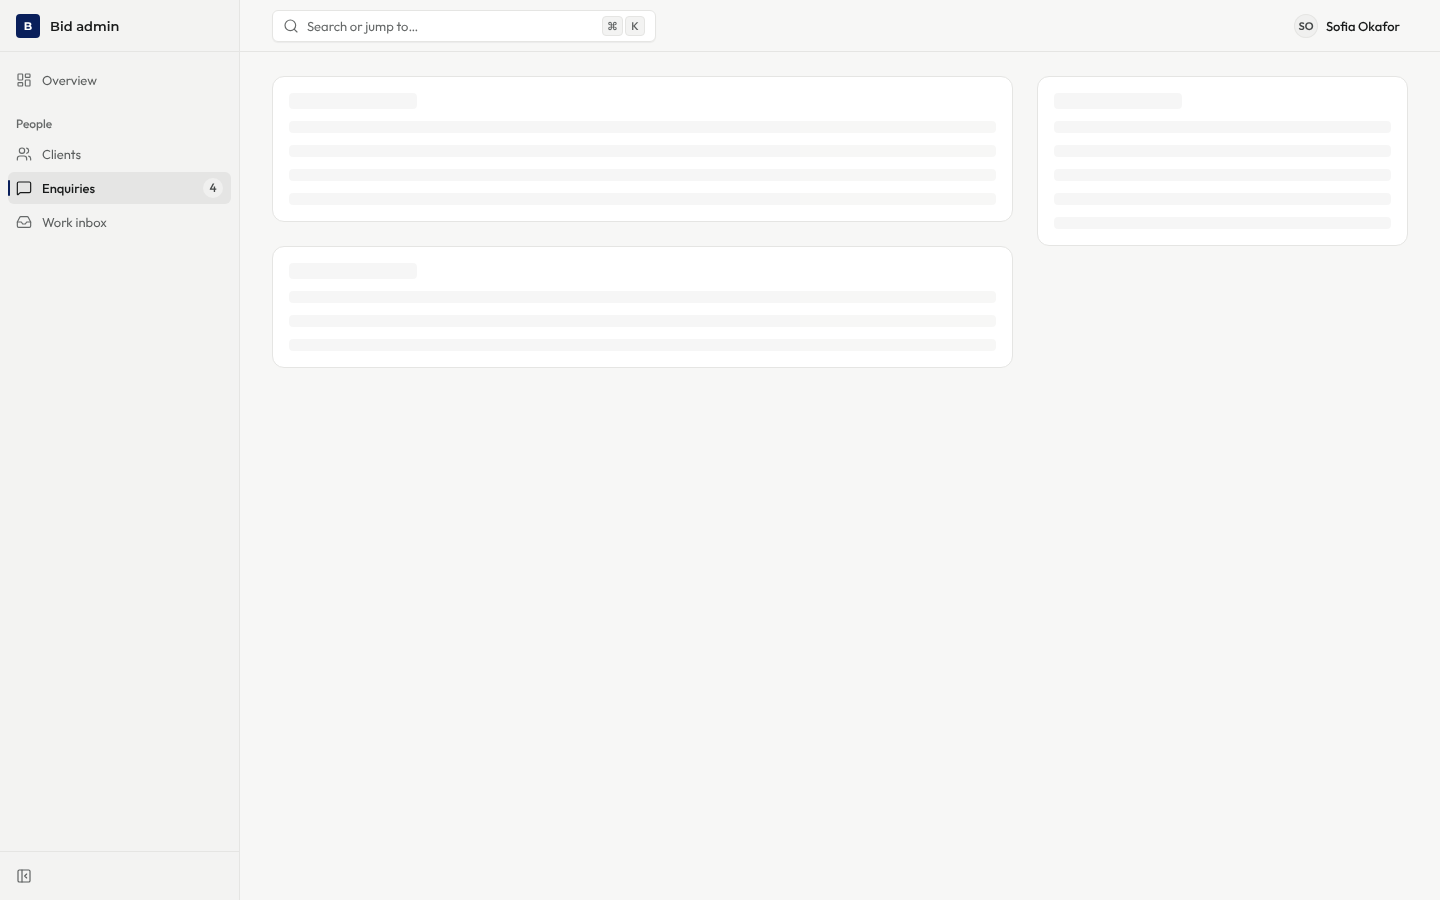 B Bid admin
Search or jump to...
⌘ K
SO Sofia Okafor
Overview
People
Clients
Enquiries 4
Work inbox